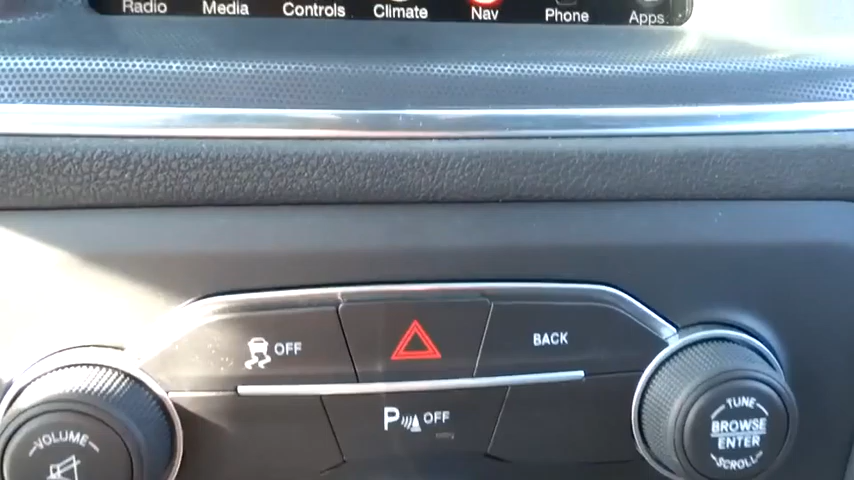 Radio Media Controls Climate Nav Phone Apps
OFF
BACK
P OFF
VOLUME
TUNE
BROWSE
ENTER
SCROLL